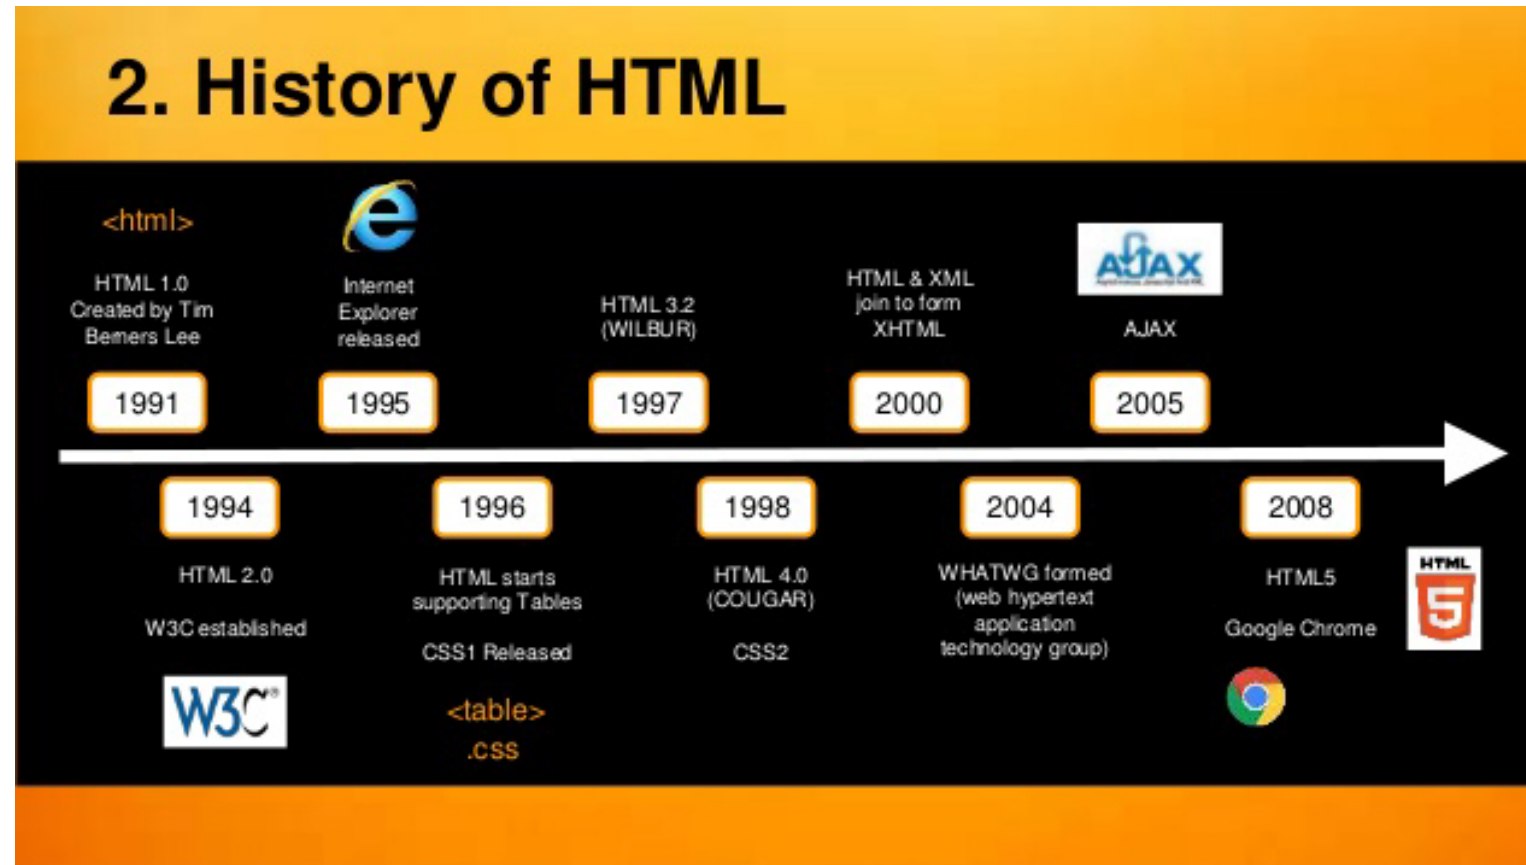 2. History of HTML
<html>
HTML 1.0
Created by Tim
Berners Lee
1991
Internet
Explorer
released
1995
HTML 3.2
(WILBUR)
1997
HTML & XML
join to form
XHTML
2000
AJAX
AJAX
2005
1994
HTML 2.0
W3C established
W3C®
1996
HTML starts
supporting Tables
CSS1 Released
<table>
.css
1998
HTML 4.0
(COUGAR)
CSS2
2004
WHATWG formed
(web hypertext
application
technology group)
2008
HTML5
Google Chrome
HTML
5